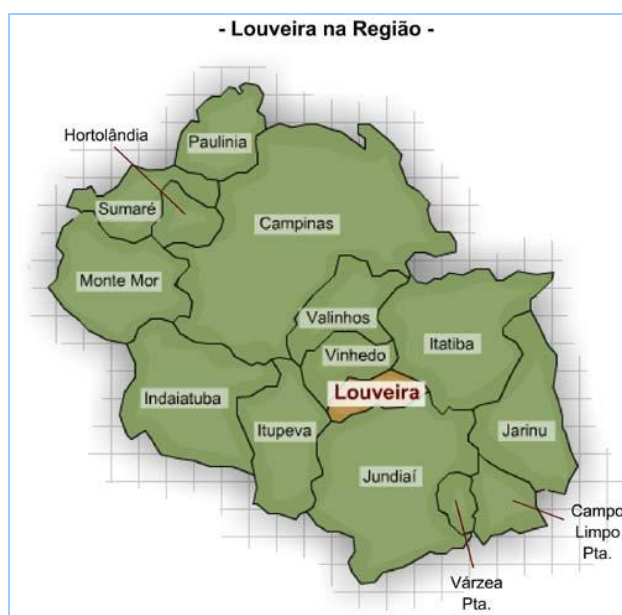 - Louveira na Região -
Hortolândia
Paulinia
Sumaré
Campinas
Monte Mor
Valinhos
Vinhedo
Itatiba
Louveira
Indaiatuba
Itupeva
Jarinu
Jundiaí
Campo
Limpo
Pta.
Várzea
Pta.